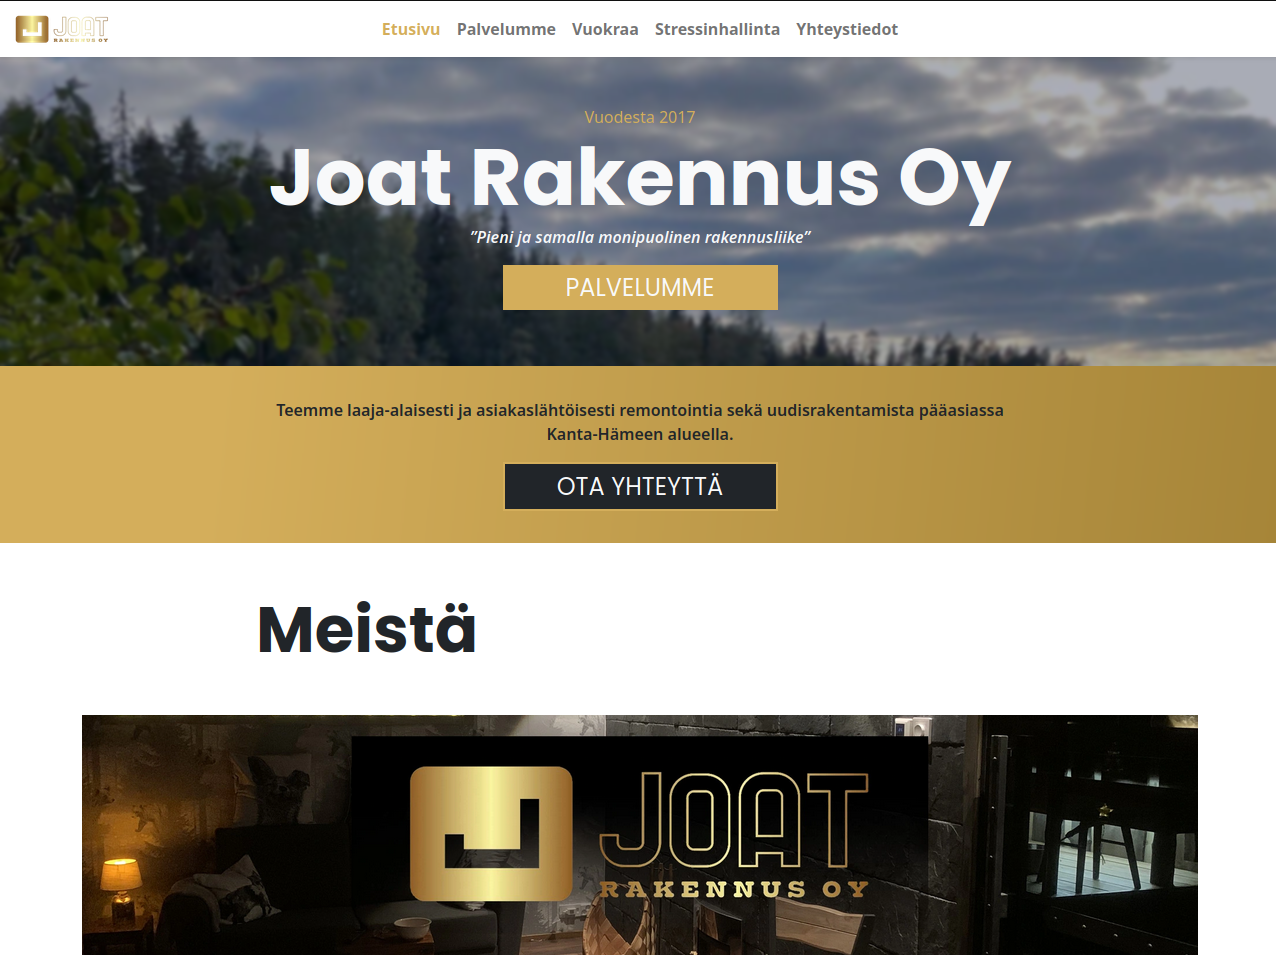 JOAT
RAKENNUS OY
Etusivu Palvelumme Vuokraa Stressinhallinta Yhteystiedot
Vuodesta 2017
Joat Rakennus Oy
”Pieni ja samalla monipuolinen rakennusliike”
PALVELUMME
Teemme laaja-alaisesti ja asiakaslähtöisesti remontointia sekä uudisrakentamista pääasiassa
Kanta-Hämeen alueella.
OTA YHTEYTTÄ
Meistä
JOAT
RAKENNUS OY